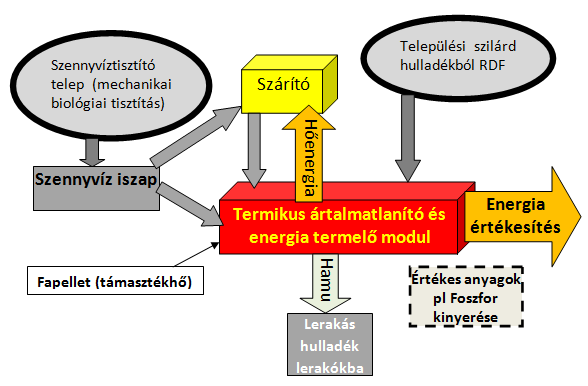 Szennyvíztisztító
telep (mechanikai
biológiai tisztítás)
Szárító
Települési szilárd
hulladékból RDF
Szennyvíz iszap
Hőenergia
Termikus ártalmatlanító és
energia termelő modul
Energia
értékesítés
Fapellet (támasztékhő)
Hamu
Értékes anyagok
pl Foszfor
kinyerése
Lerakás
hulladék
lerakókba